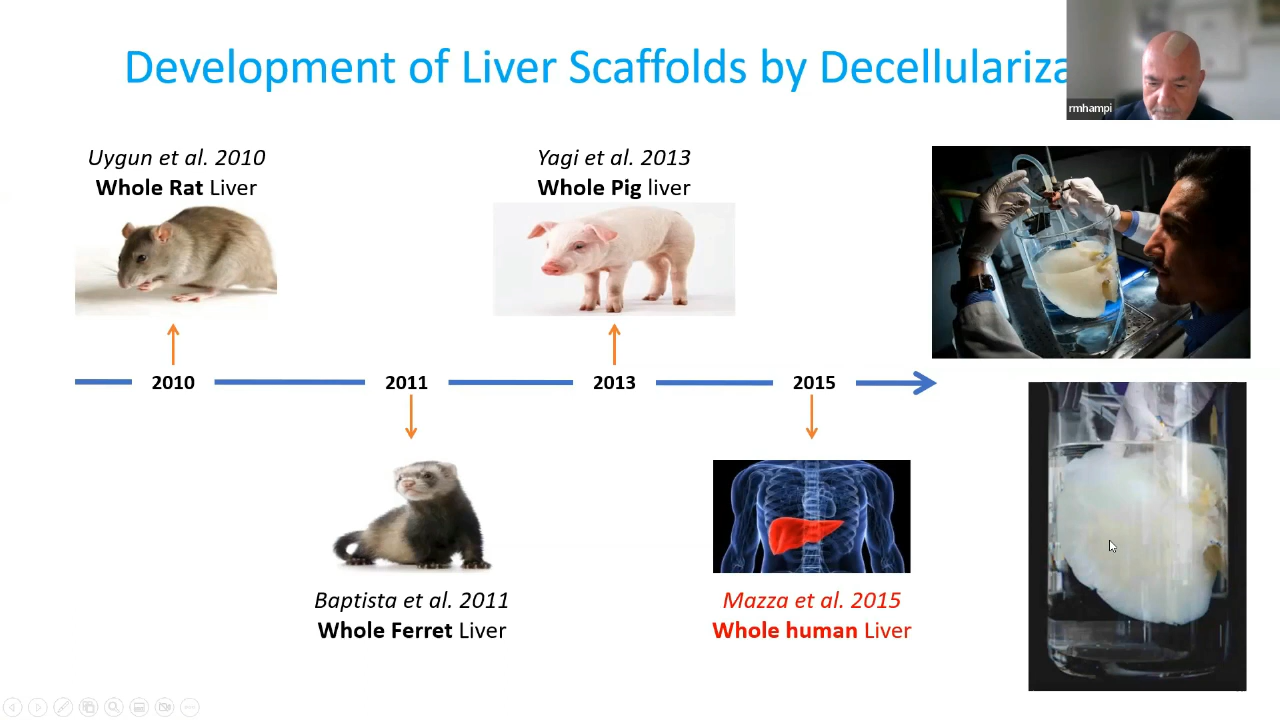 Development of Liver Scaffolds by Decellulariza
rmhampi
Uygun et al. 2010
Whole Rat Liver
Yagi et al. 2013
Whole Pig liver
2010
2011
2013
2015
Baptista et al. 2011
Whole Ferret Liver
Mazza et al. 2015
Whole human Liver